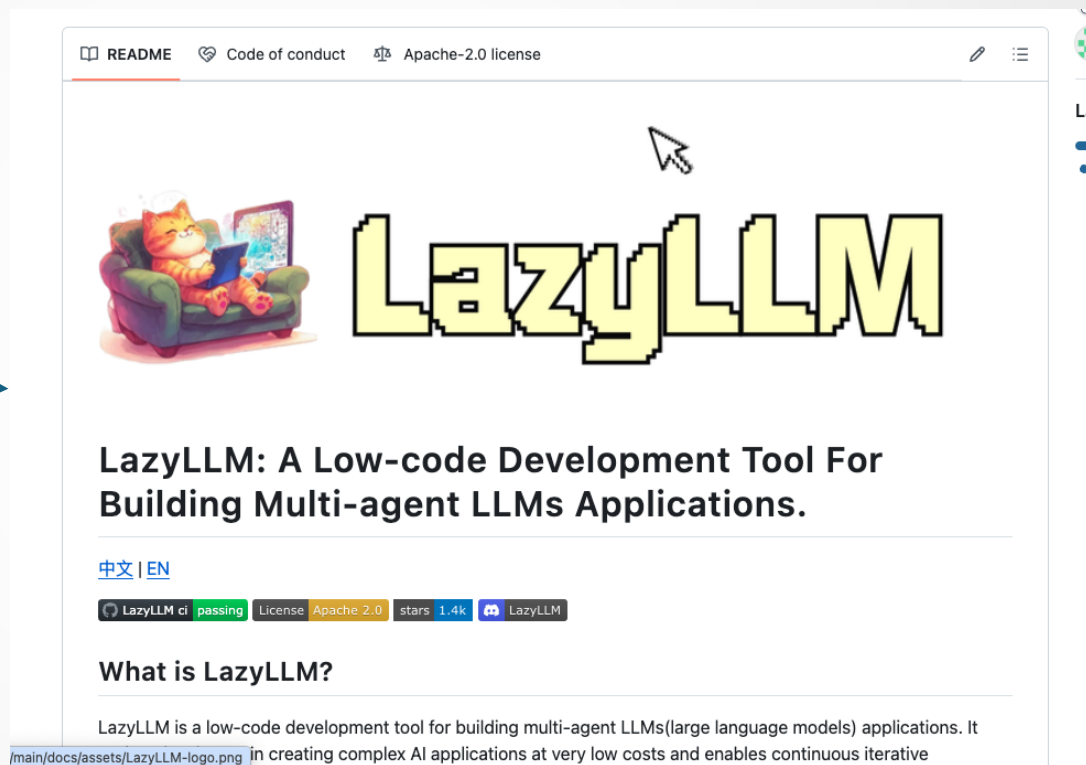 README Code of conduct Apache-2.0 license
LazyLLM
LazyLLM: A Low-code Development Tool For
Building Multi-agent LLMs Applications.
中文 | EN
LazyLLM ci passing License Apache 2.0 stars 1.4k LazyLLM
What is LazyLLM?
LazyLLM is a low-code development tool for building multi-agent LLMs(large language models) applications. It
in creating complex AI applications at very low costs and enables continuous iterative
/main/docs/assets/LazyLLM-logo.png